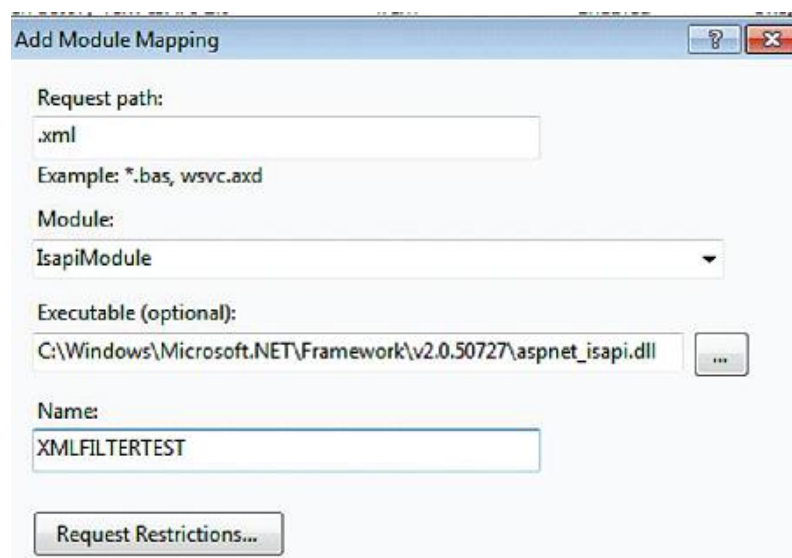 Add Module Mapping
Request path:
.xml
Example: *.bas, wsvc.axd
Module:
IsapiModule
Executable (optional):
C:\Windows\Microsoft.NET\Framework\v2.0.50727\aspnet_isapi.dll
...
Name:
XMLFILTERTEST
Request Restrictions...